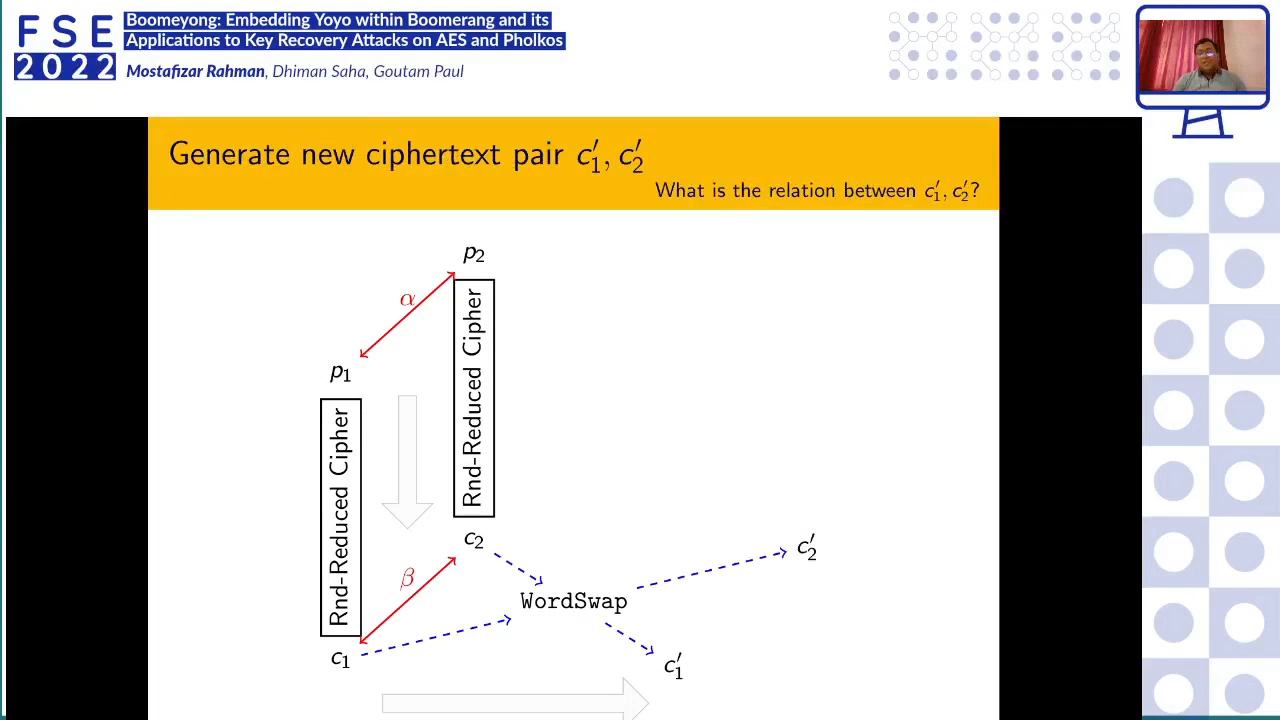 FSE
2022
Boomeyong: Embedding Yoyo within Boomerang and its
Applications to Key Recovery Attacks on AES and Pholkos
Mostafizar Rahman, Dhiman Saha, Goutam Paul
Generate new ciphertext pair c′₁, c′₂
What is the relation between c′₁, c′₂?
p₂
α
p₁
Rnd-Reduced Cipher
Rnd-Reduced Cipher
c₂
c′₂
β
WordSwap
c₁
c′₁